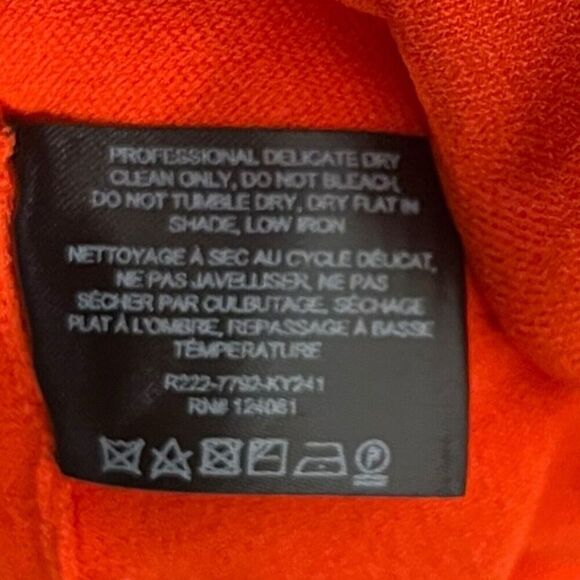 PROFESSIONAL DELICATE DRY
CLEAN ONLY, DO NOT BLEACH,
DO NOT TUMBLE DRY, DRY FLAT IN
SHADE, LOW IRON
NETTOYAGE À SEC AU CYCLE DÉLICAT,
NE PAS JAVELLISER, NE PAS
SÉCHER PAR CULBUTAGE, SÉCHAGE
PLAT À L'OMBRE, REPASSAGE À BASSE
TEMPÉRATURE
R222-7792-KY241
RN# 124061
P